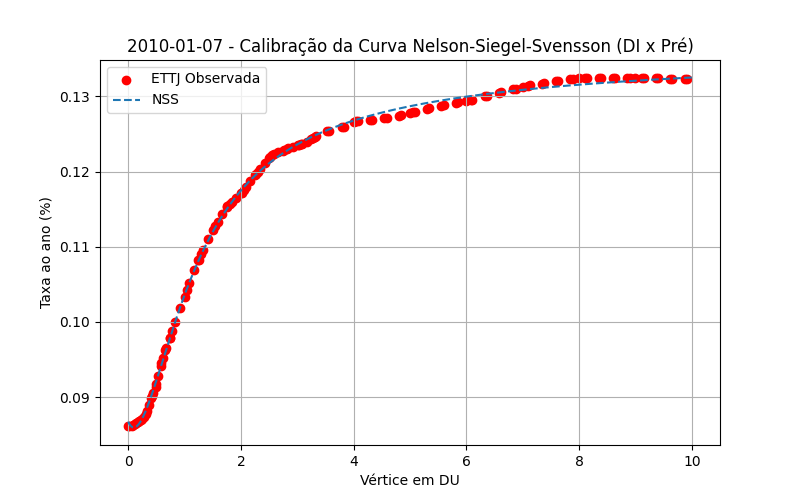 2010-01-07 - Calibração da Curva Nelson-Siegel-Svensson (DI x Pré)
ETTJ Observada
NSS
Taxa ao ano (%)
0.13
0.12
0.11
0.10
0.09
0 2 4 6 8 10
Vértice em DU